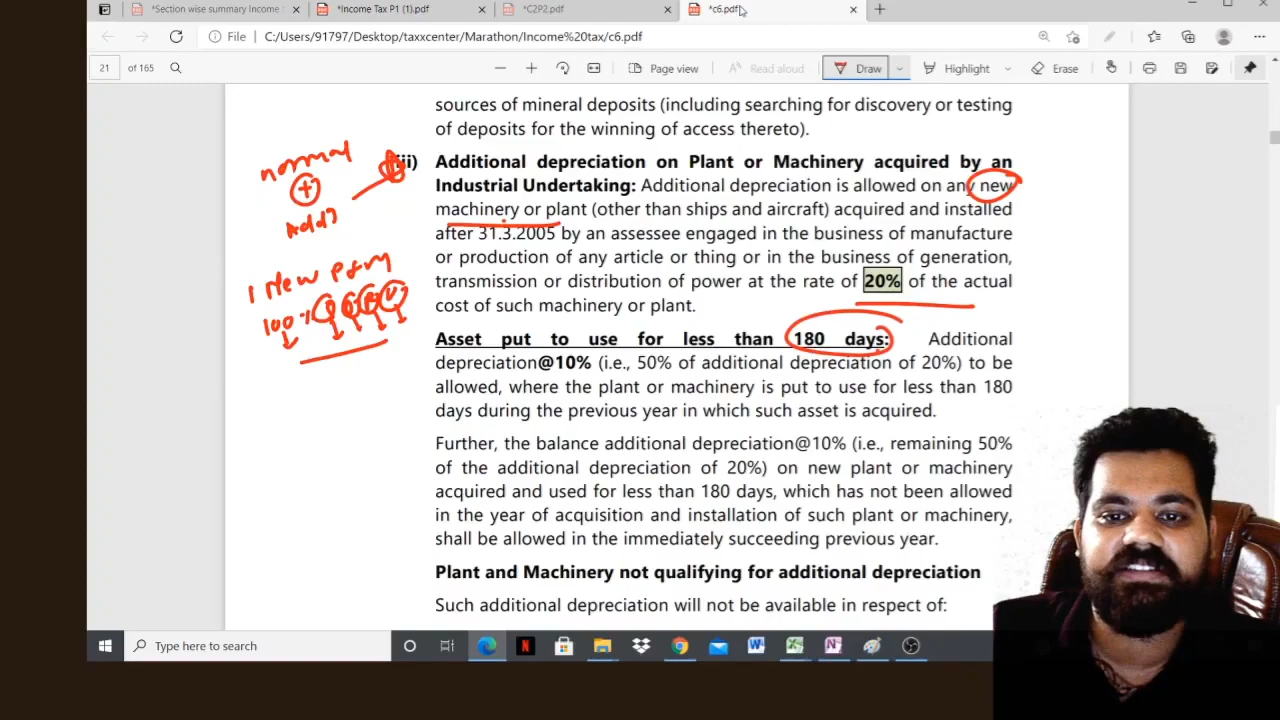 *Section wise summary Income
*Income Tax P1 (1).pdf
*C2P2.pdf
*c6.pdf
File
C:/Users/91797/Desktop/taxxcenter/Marathon/Income%20tax/c6.pdf
21 of 165
Page view
Read aloud
Draw
Highlight
Erase
sources of mineral deposits (including searching for discovery or testing
of deposits for the winning of access thereto).
normal
+
Add?
Additional depreciation on Plant or Machinery acquired by an
Industrial Undertaking: Additional depreciation is allowed on any new
machinery or plant (other than ships and aircraft) acquired and installed
after 31.3.2005 by an assessee engaged in the business of manufacture
or production of any article or thing or in the business of generation,
transmission or distribution of power at the rate of 20% of the actual
cost of such machinery or plant.
1 New P&M
100%
Asset put to use for less than 180 days: Additional
depreciation@10% (i.e., 50% of additional depreciation of 20%) to be
allowed, where the plant or machinery is put to use for less than 180
days during the previous year in which such asset is acquired.
Further, the balance additional depreciation@10% (i.e., remaining 50%
of the additional depreciation of 20%) on new plant or machinery
acquired and used for less than 180 days, which has not been allowed
in the year of acquisition and installation of such plant or machinery,
shall be allowed in the immediately succeeding previous year.
Plant and Machinery not qualifying for additional depreciation
Such additional depreciation will not be available in respect of:
Type here to search